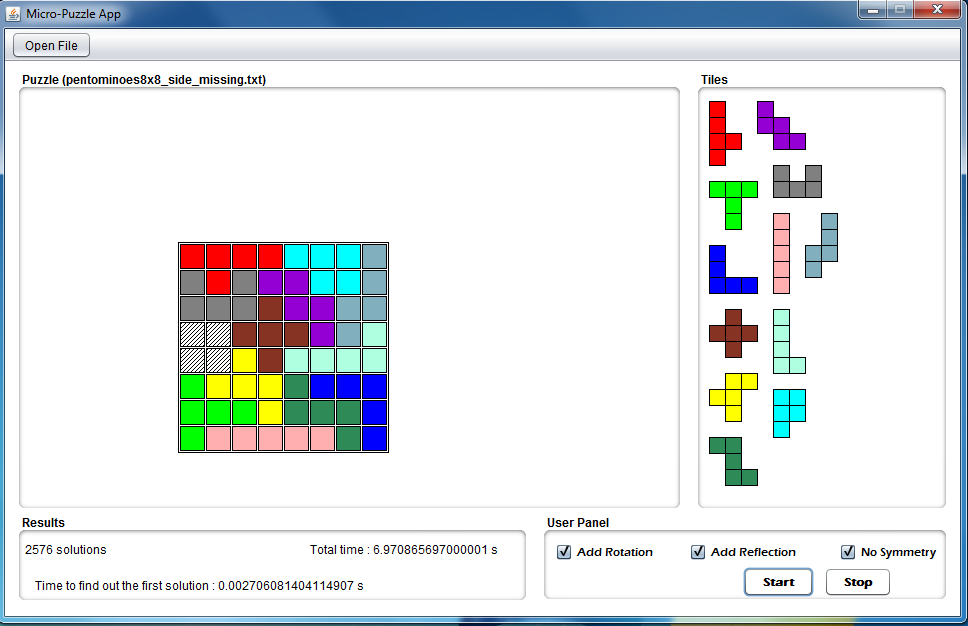 Micro-Puzzle App
Open File
Puzzle (pentominoes8x8_side_missing.txt)
Tiles
Results
2576 solutions
Total time : 6.970865697000001 s
Time to find out the first solution : 0.002706081404114907 s
User Panel
Add Rotation
Add Reflection
No Symmetry
Start
Stop